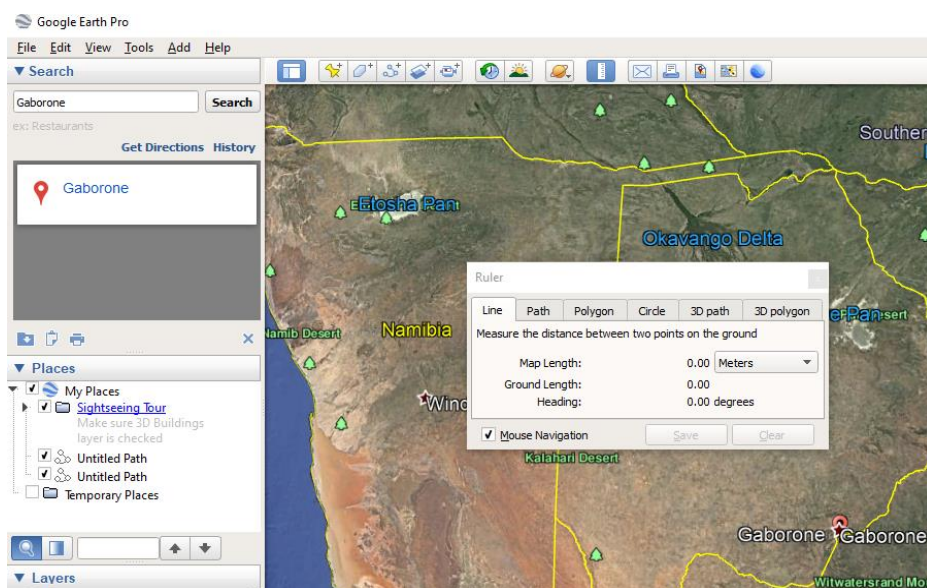 Google Earth Pro
File Edit View Tools Add Help
Search
Gaborone Search
ex: Restaurants
Get Directions History
Gaborone
Places
My Places
Sightseeing Tour
Make sure 3D Buildings
layer is checked
Untitled Path
Untitled Path
Temporary Places
Layers
Souther
Etosha Pan
Okavango Delta
Pan
Namib Desert
Namibia
Wind
Kalahari Desert
Gaborone Gaborone
Witwatersrand Mo
Ruler
Line Path Polygon Circle 3D path 3D polygon
Measure the distance between two points on the ground
Map Length: 0.00 Meters
Ground Length: 0.00
Heading: 0.00 degrees
Mouse Navigation Save Clear